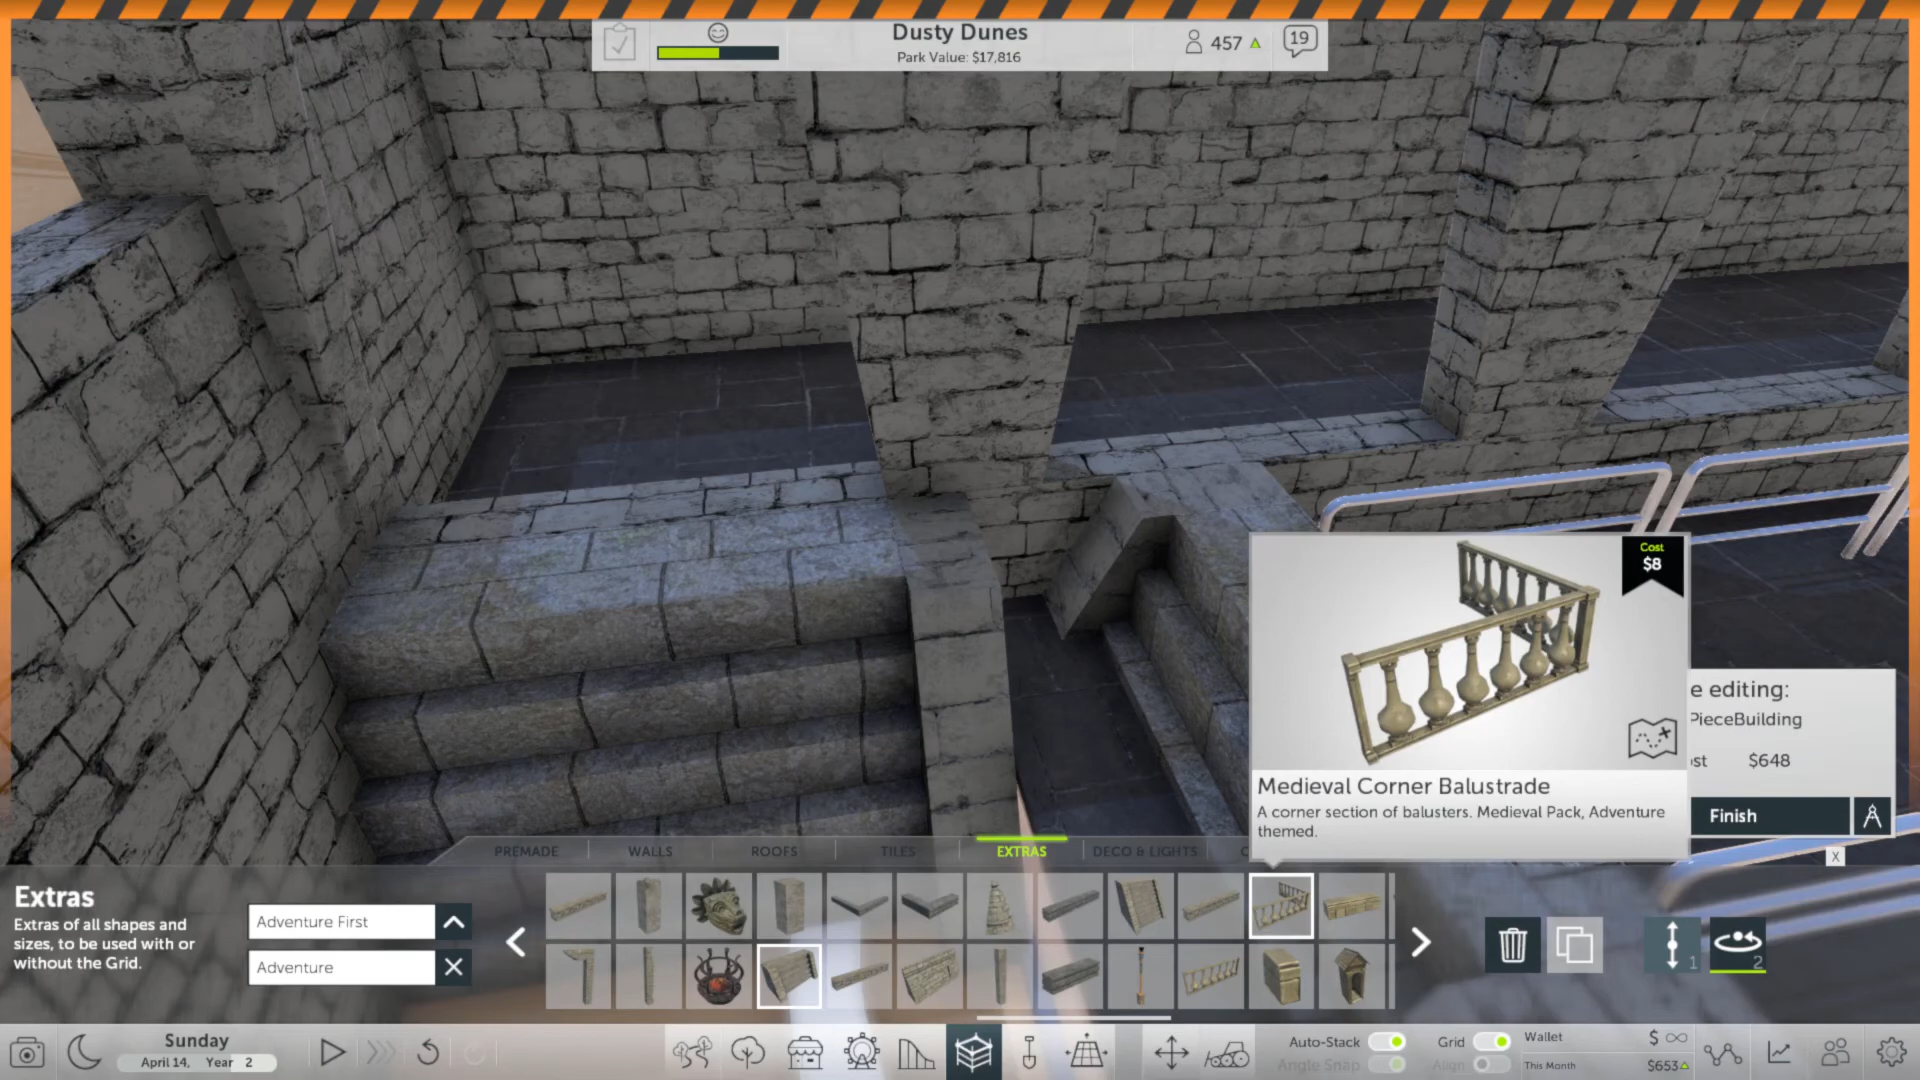 Dusty Dunes
Park Value: $17,816
457
19
Cost
$8
e editing:
PieceBuilding
st $648
Medieval Corner Balustrade
A corner section of balusters. Medieval Pack, Adventure
themed.
Finish
X
PREMADE WALLS ROOFS TILES EXTRAS DECO & LIGHTS C
Extras
Extras of all shapes and
sizes, to be used with or
without the Grid.
Adventure First
Adventure
1
2
Sunday
April 14, Year 2
Auto-Stack
Grid
Angle Snap
Align
Wallet $ ∞
This Month $653